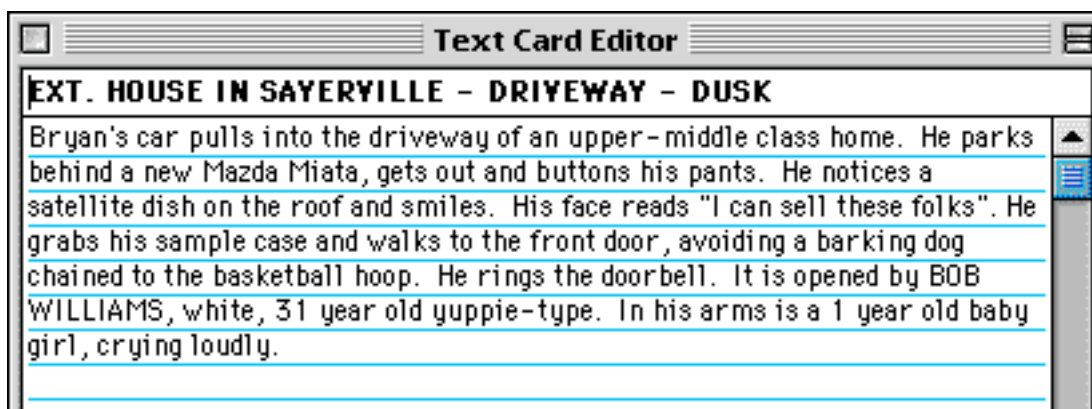 Text Card Editor
EXT. HOUSE IN SAYERVILLE - DRIVEWAY - DUSK
Bryan's car pulls into the driveway of an upper-middle class home.  He parks
behind a new Mazda Miata, gets out and buttons his pants.  He notices a
satellite dish on the roof and smiles.  His face reads "I can sell these folks". He
grabs his sample case and walks to the front door, avoiding a barking dog
chained to the basketball hoop.  He rings the doorbell.  It is opened by BOB
WILLIAMS, white, 31 year old yuppie-type.  In his arms is a 1 year old baby
girl, crying loudly.